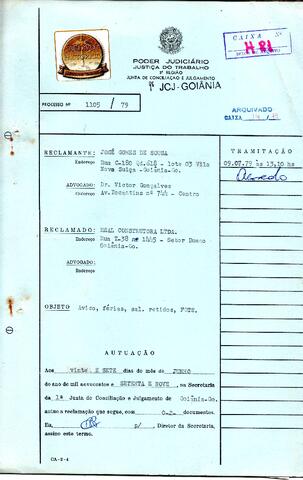 CAIXA
H 81
PODER JUDICIÁRIO
JUSTIÇA DO TRABALHO
3ª REGIÃO
JUNTA DE CONCILIAÇÃO E JULGAMENTO
1ª JCJ-GOIÂNIA
PROCESSO Nº 1105 / 79
ARQUIVADO
CAIXA
RECLAMANTE: JOSÉ GOMES DE SOUSA
Endereço Rua C-180 Qd. 618 - lote 03 Vila
Nova Suiça - Goiânia-Go.
ADVOGADO: Dr. Victor Gonçalves
Endereço Av. Tocantins nº 744 - Centro
RECLAMADO: REAL CONSTRUTORA LTDA.
Endereço Rua T-38 nº 1445 - Setor Bueno
Goiânia-Go.
ADVOGADO:
Endereço
OBJETO Aviso, férias, sal. retidos, FGTS.
TRAMITAÇÃO
09.07.79 às 13,10 hs
Acordo
AUTUAÇÃO
Aos vinte E SETE dias do mês de JUNHO
do ano de mil novecentos e SETENTA E NOVE, na Secretaria
da 1ª Junta de Conciliação e Julgamento de Goiânia-Go.
autuo a reclamação que segue, com 02 documentos.
Eu, p/ Diretor da Secretaria,
assino este termo.
CA-2-4